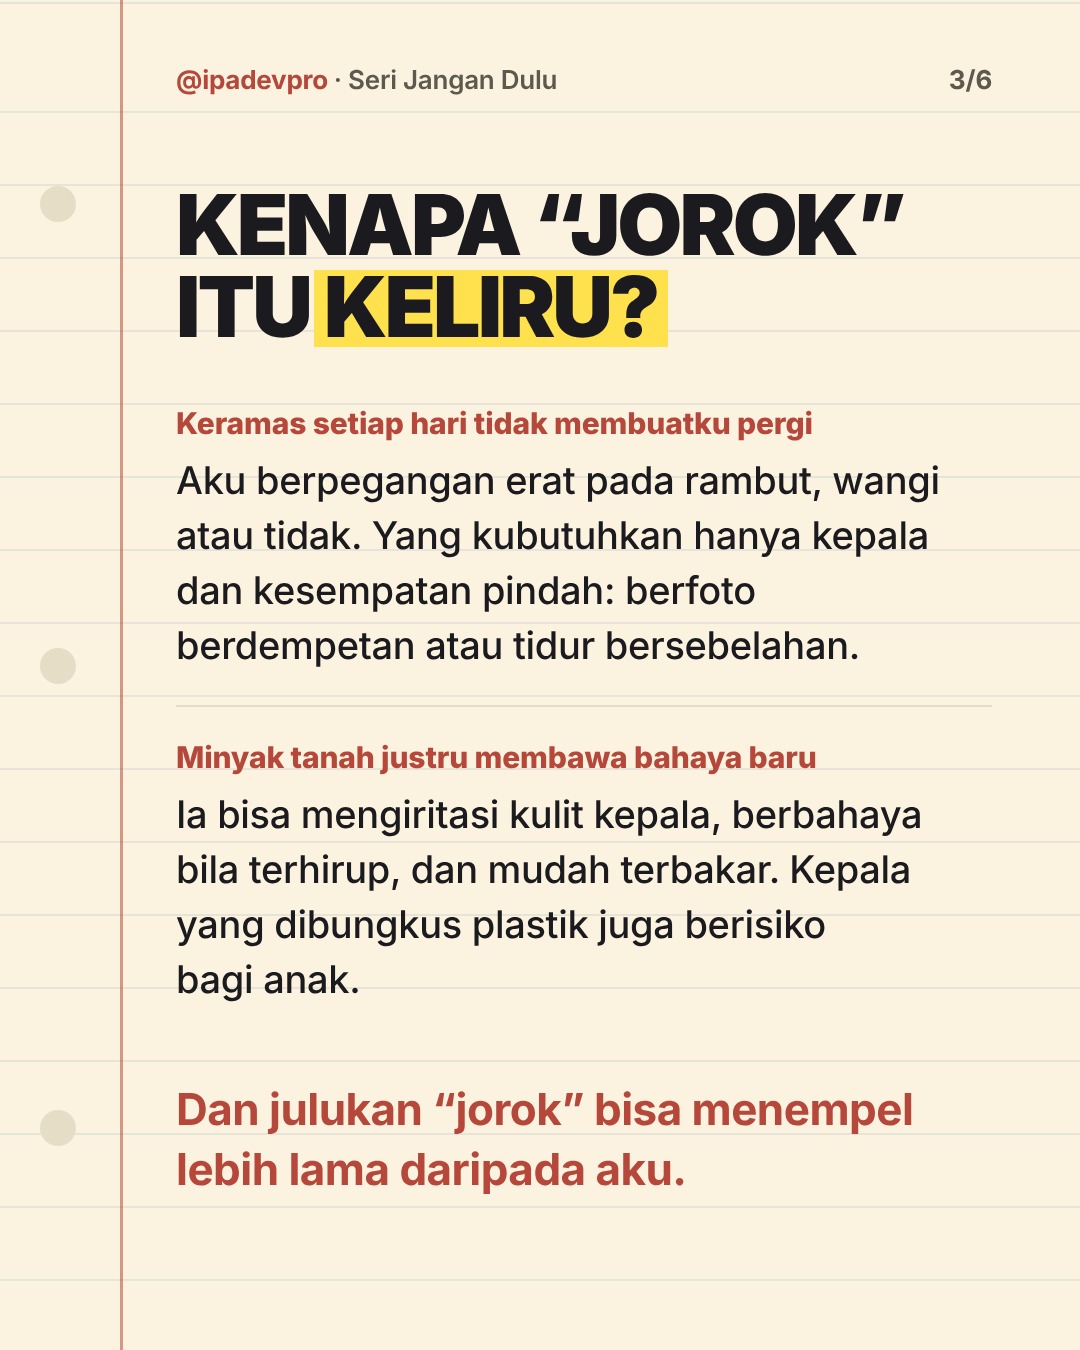 @ipadevpro · Seri Jangan Dulu
3/6
KENAPA “JOROK”
ITU KELIRU?
Keramas setiap hari tidak membuatku pergi
Aku berpegangan erat pada rambut, wangi
atau tidak. Yang kubutuhkan hanya kepala
dan kesempatan pindah: berfoto
berdempetan atau tidur bersebelahan.
Minyak tanah justru membawa bahaya baru
Ia bisa mengiritasi kulit kepala, berbahaya
bila terhirup, dan mudah terbakar. Kepala
yang dibungkus plastik juga berisiko
bagi anak.
Dan julukan “jorok” bisa menempel
lebih lama daripada aku.